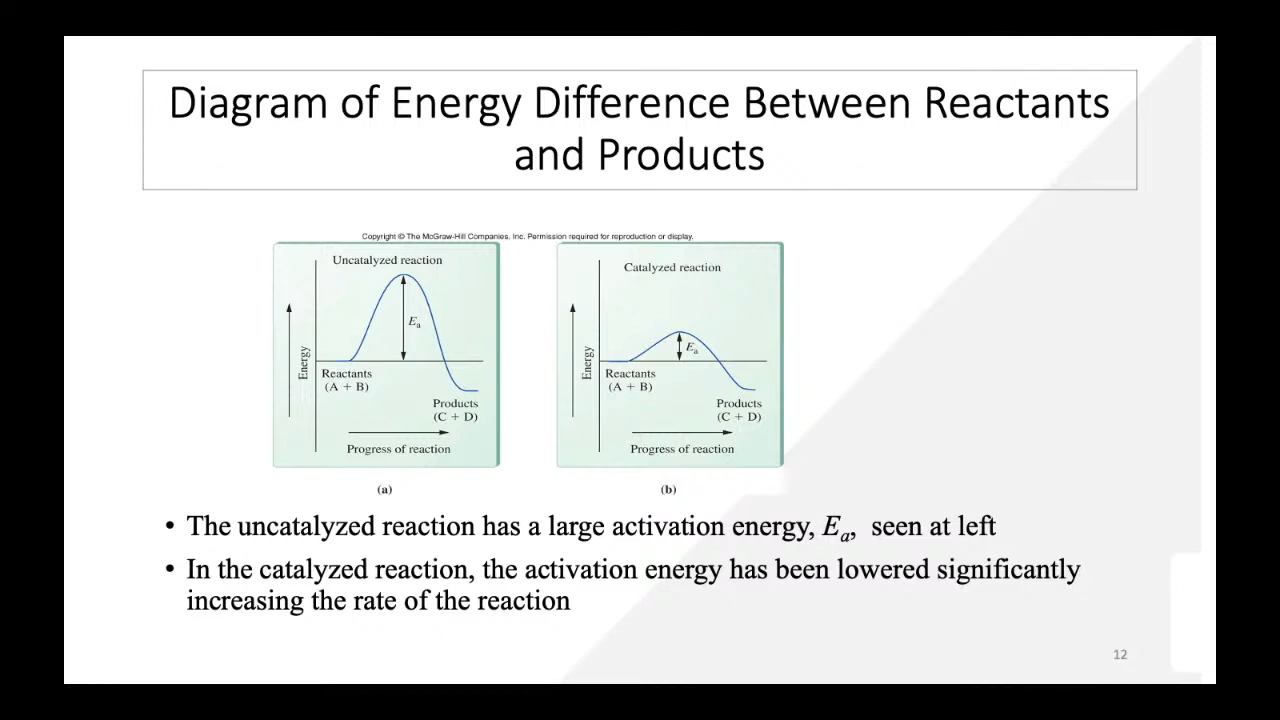 Diagram of Energy Difference Between Reactants
and Products
Copyright © The McGraw-Hill Companies, Inc. Permission required for reproduction or display.
Uncatalyzed reaction
Ea
Energy
Reactants
(A + B)
Products
(C + D)
Progress of reaction
(a)
Catalyzed reaction
Ea
Energy
Reactants
(A + B)
Products
(C + D)
Progress of reaction
(b)
• The uncatalyzed reaction has a large activation energy, Ea, seen at left
• In the catalyzed reaction, the activation energy has been lowered significantly
increasing the rate of the reaction
12